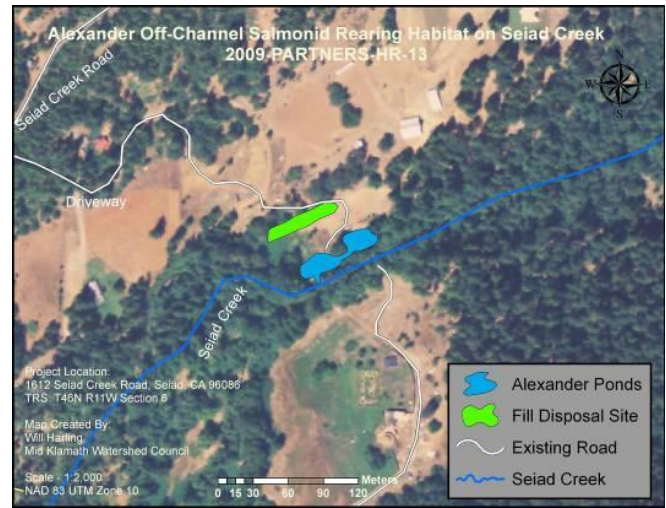 Alexander Off-Channel Salmonid Rearing Habitat on Seiad Creek
2009-PARTNERS-HR-13
N
W E
S
Seiad Creek Road
Driveway
Seiad Creek
Project Location:
1612 Seiad Creek Road, Seiad, CA 96086
TRS: T46N R11W Section 6
Map Created By:
Will Harling
Mid Klamath Watershed Council
Scale - 1:2,000
NAD 83 UTM Zone 10
Meters
0 15 30 60 90 120
Alexander Ponds
Fill Disposal Site
Existing Road
Seiad Creek